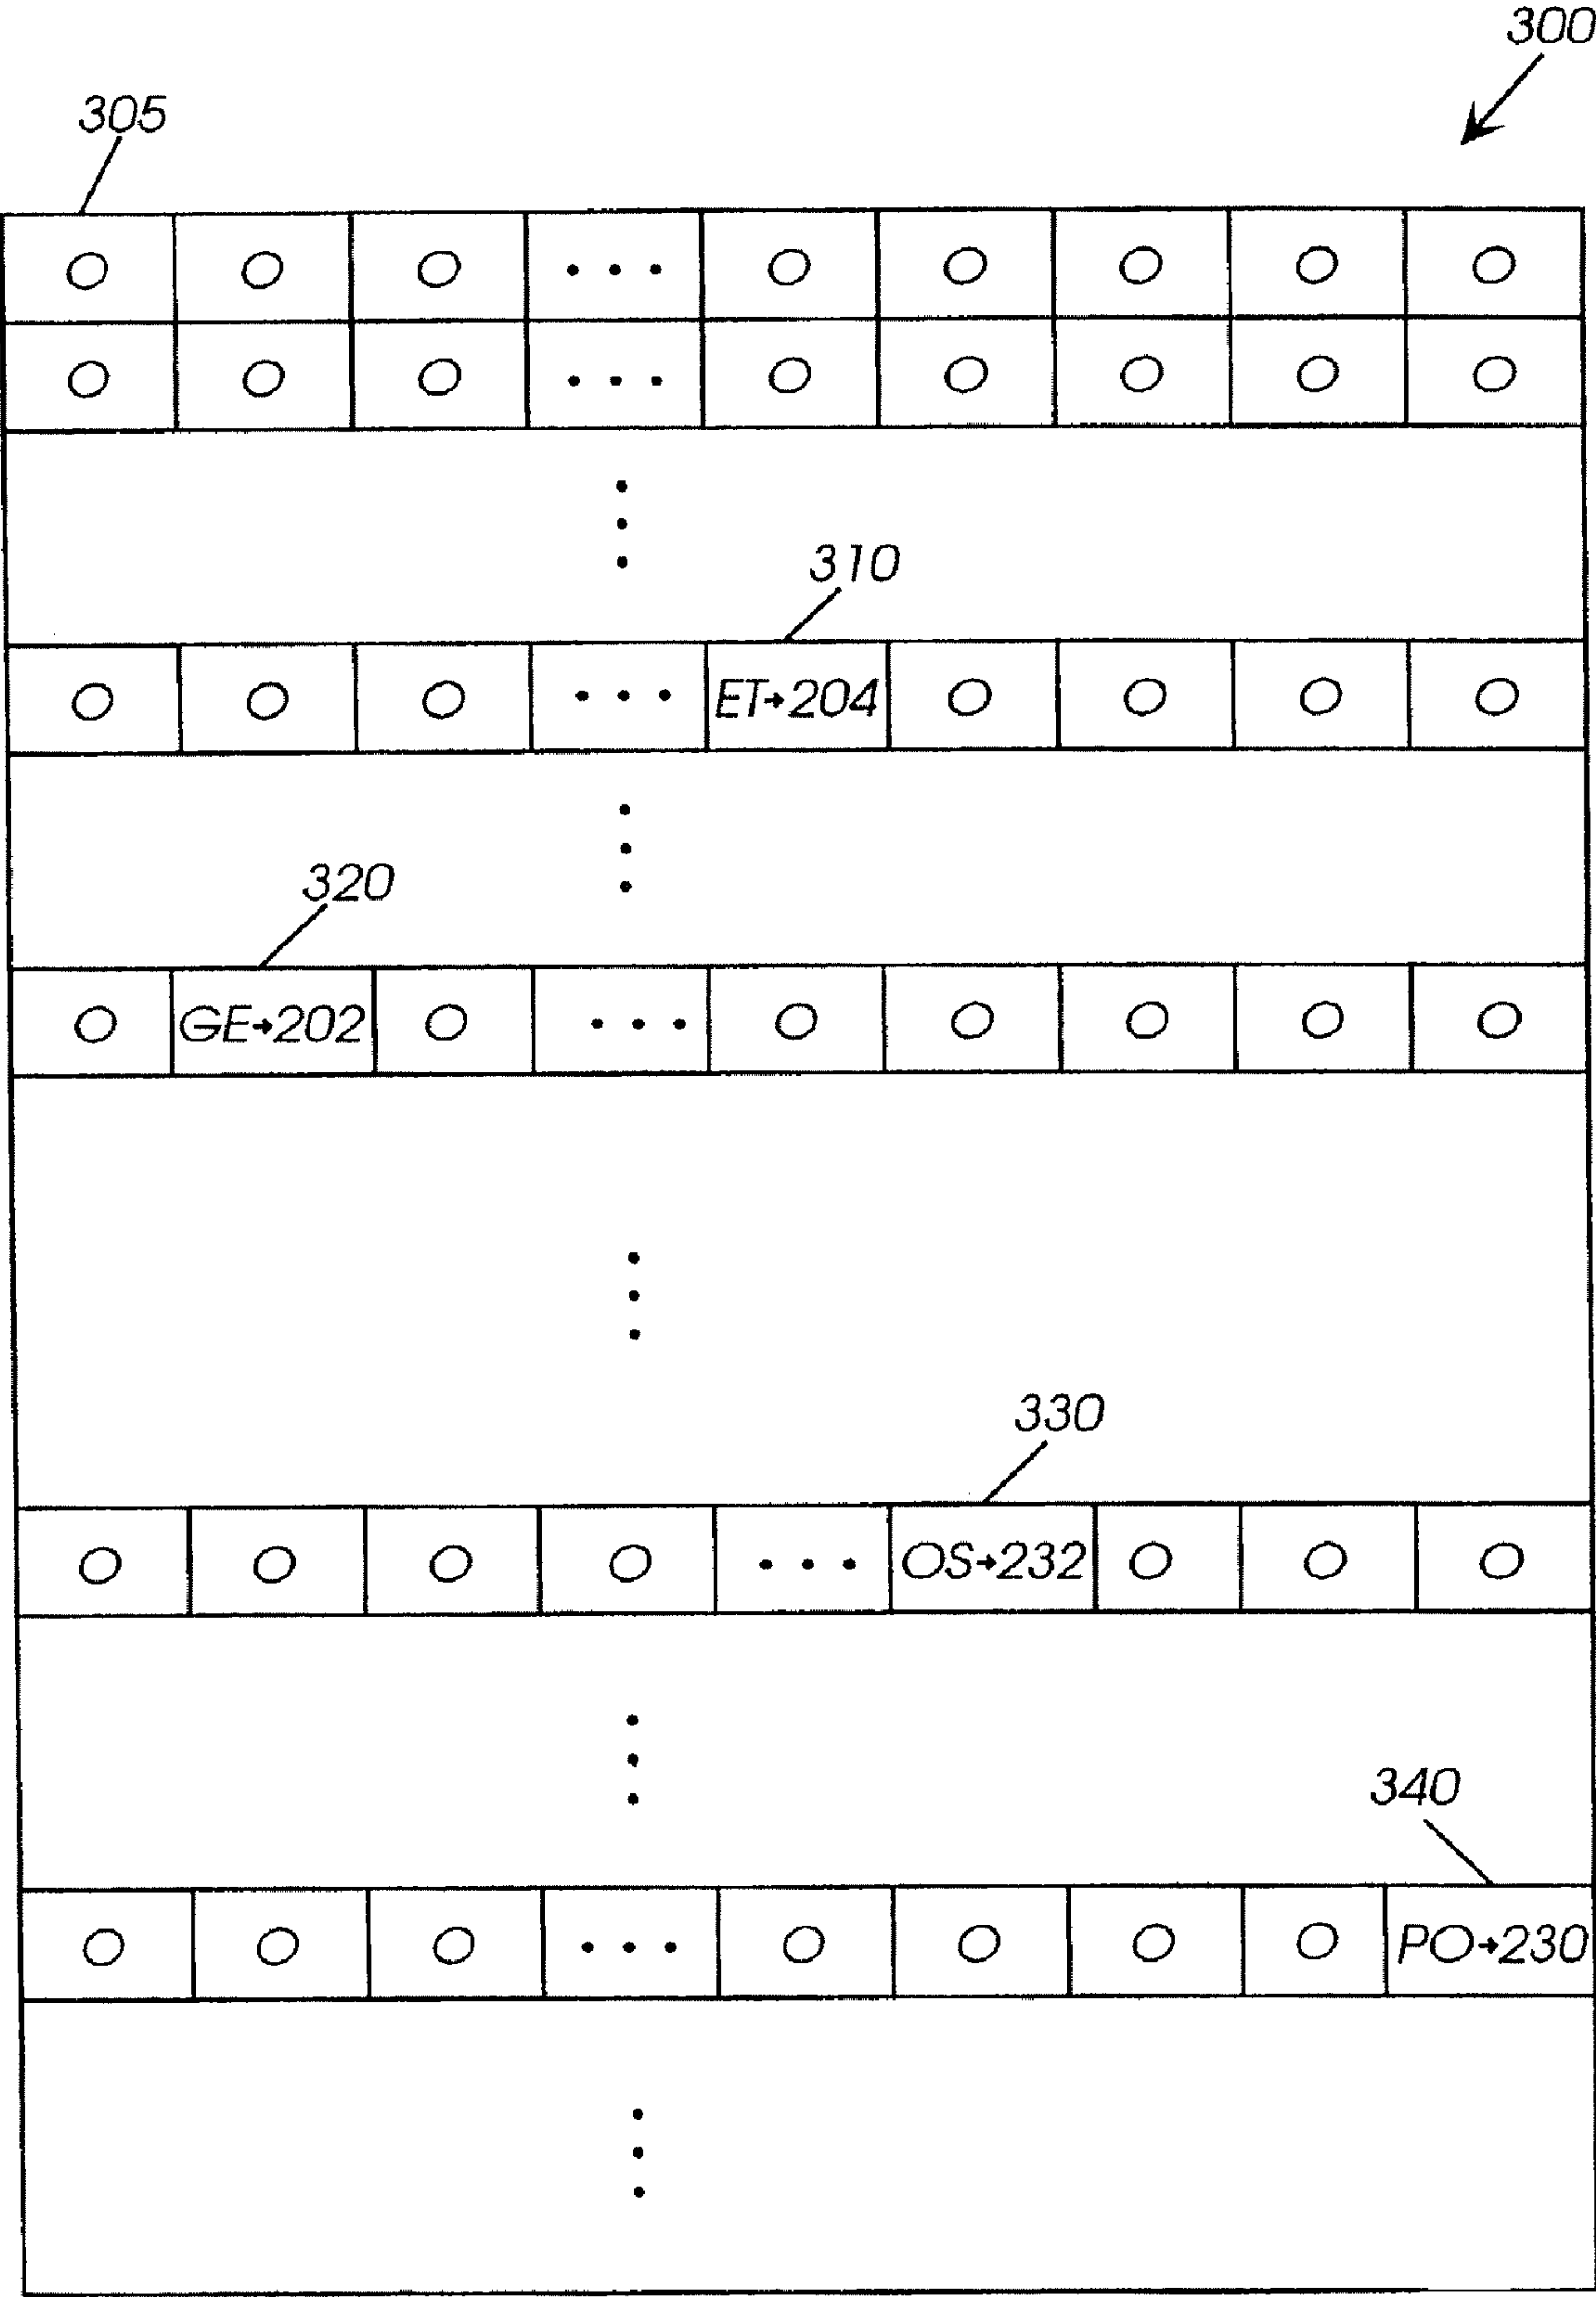 300
305
O O O ... O O O O O
O O O ... O O O O O
310
O O O ... ET→204 O O O O
320
O GE→202 O ... O O O O O
330
O O O O ... OS→232 O O O
340
O O O ... O O O O PO→230